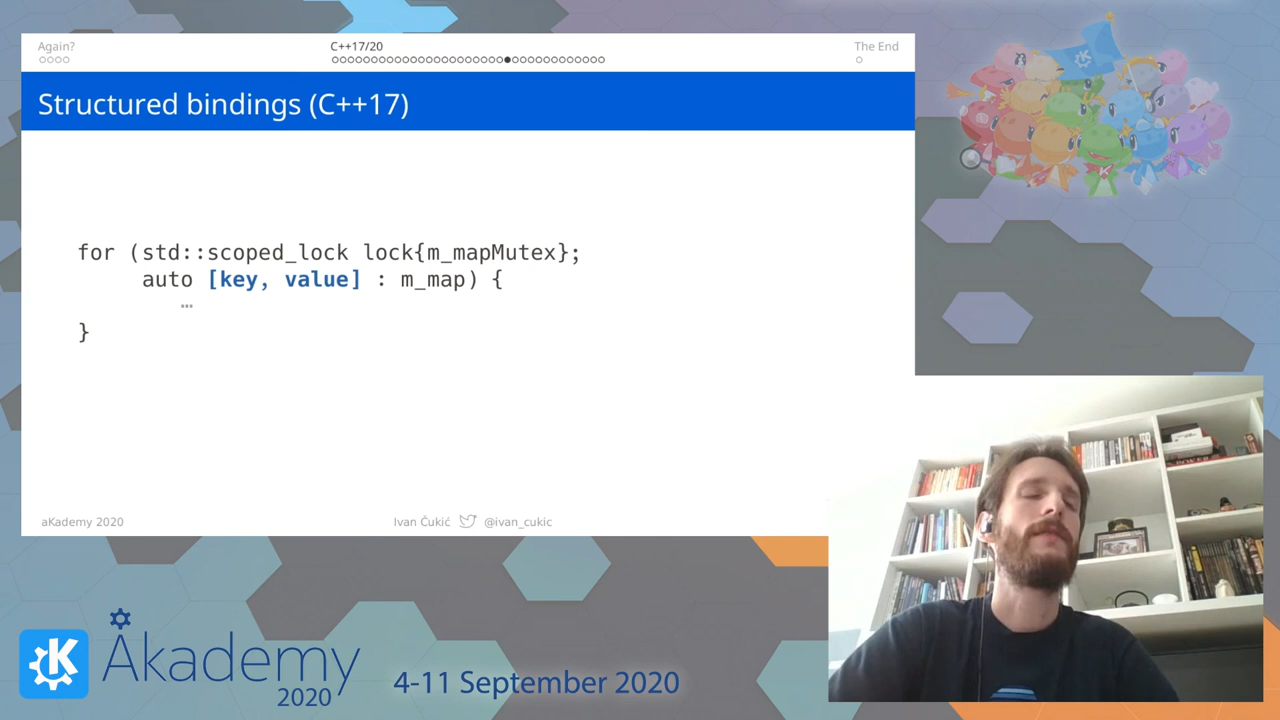 Again?
C++17/20
The End
Structured bindings (C++17)
for (std::scoped_lock lock{m_mapMutex};
auto [key, value] : m_map) {
…
}
aKademy 2020
Ivan Čukić
@ivan_cukic
Akademy
2020
4-11 September 2020